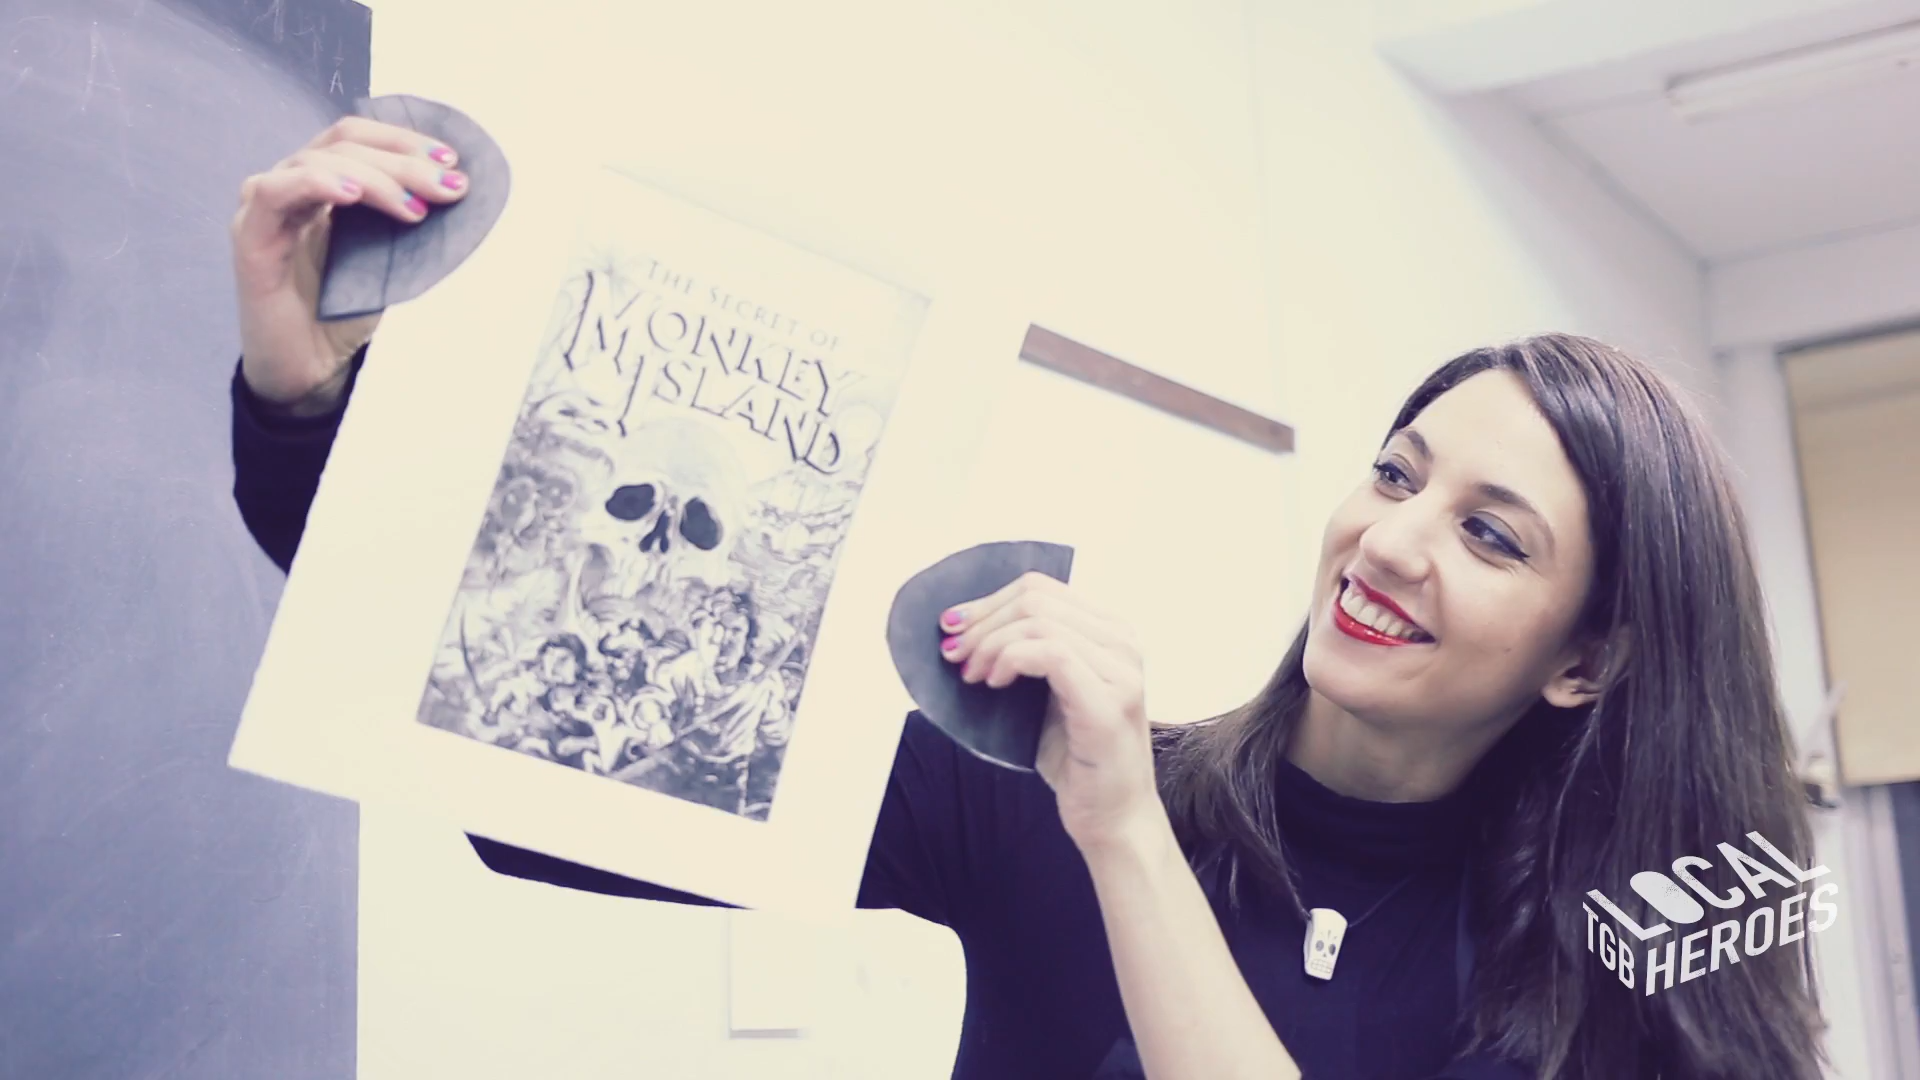 THE SECRET OF
MONKEY
ISLAND
LOCAL
TGB HEROES